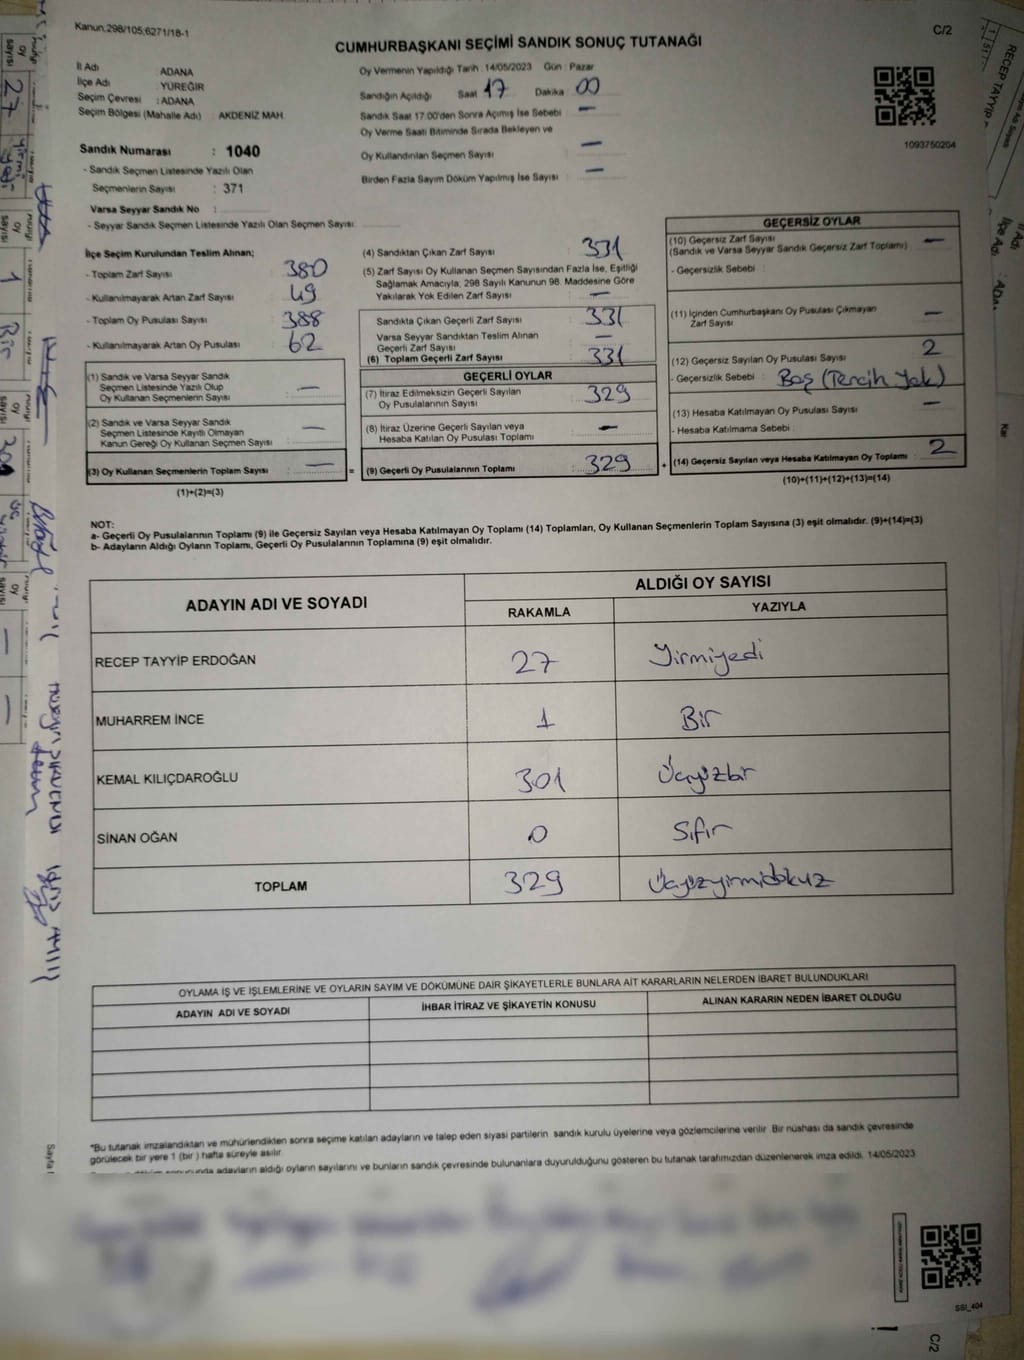 Kanun.298/105,6271/18-1
C/2
CUMHURBAŞKANI SEÇİMİ SANDIK SONUÇ TUTANAĞI
İl Adı : ADANA
İlçe Adı : YÜREĞİR
Seçim Çevresi : ADANA
Seçim Bölgesi (Mahalle Adı) : AKDENİZ MAH.
Sandık Numarası : 1040
- Sandık Seçmen Listesinde Yazılı Olan
Seçmenlerin Sayısı : 371
Varsa Seyyar Sandık No :
- Seyyar Sandık Seçmen Listesinde Yazılı Olan Seçmen Sayısı:
Oy Vermenin Yapıldığı Tarih :14/05/2023 Gün : Pazar
Sandığın Açıldığı Saat 17 Dakika 00
Sandık Saat 17.00'den Sonra Açımış İse Sebebi : —
Oy Verme Saati Bitiminde Sırada Bekleyen ve
Oy Kullandırılan Seçmen Sayısı : —
Birden Fazla Sayım Döküm Yapılmış İse Sayısı : —
1093750204
İlçe Seçim Kurulundan Teslim Alınan;
- Toplam Zarf Sayısı : 380
- Kullanılmayarak Artan Zarf Sayısı : 49
- Toplam Oy Pusulası Sayısı : 388
- Kullanılmayarak Artan Oy Pusulası : 62
(1) Sandık ve Varsa Seyyar Sandık
Seçmen Listesinde Yazılı Olup
Oy Kullanan Seçmenlerin Sayısı : —
(2) Sandık ve Varsa Seyyar Sandık
Seçmen Listesinde Kayıtlı Olmayan
Kanun Gereği Oy Kullanan Seçmen Sayısı : —
(3) Oy Kullanan Seçmenlerin Toplam Sayısı : — =
(1)+(2)=(3)
(4) Sandıktan Çıkan Zarf Sayısı : 331
(5) Zarf Sayısı Oy Kullanan Seçmen Sayısından Fazla İse, Eşitliği
Sağlamak Amacıyla, 298 Sayılı Kanunun 98. Maddesine Göre
Yakılarak Yok Edilen Zarf Sayısı : —
Sandıkta Çıkan Geçerli Zarf Sayısı : 331
Varsa Seyyar Sandıktan Teslim Alınan
Geçerli Zarf Sayısı : —
(6) Toplam Geçerli Zarf Sayısı : 331
GEÇERLİ OYLAR
(7) İtiraz Edilmeksizin Geçerli Sayılan
Oy Pusulalarının Sayısı : 329
(8) İtiraz Üzerine Geçerli Sayılan veya
Hesaba Katılan Oy Pusulası Toplamı : —
(9) Geçerli Oy Pusulalarının Toplamı : 329 +
GEÇERSİZ OYLAR
(10) Geçersiz Zarf Sayısı : —
(Sandık ve Varsa Seyyar Sandık Geçersiz Zarf Toplamı)
- Geçersizlik Sebebi :
(11) İçinden Cumhurbaşkanı Oy Pusulası Çıkmayan
Zarf Sayısı : —
(12) Geçersiz Sayılan Oy Pusulası Sayısı : 2
- Geçersizlik Sebebi : Boş (Tercih Yok)
(13) Hesaba Katılmayan Oy Pusulası Sayısı : —
- Hesaba Katılmama Sebebi :
(14) Geçersiz Sayılan veya Hesaba Katılmayan Oy Toplamı : 2
(10)+(11)+(12)+(13)=(14)
NOT:
a- Geçerli Oy Pusulalarının Toplamı (9) ile Geçersiz Sayılan veya Hesaba Katılmayan Oy Toplamı (14) Toplamları, Oy Kullanan Seçmenlerin Toplam Sayısına (3) eşit olmalıdır. (9)+(14)=(3)
b- Adayların Aldığı Oyların Toplamı, Geçerli Oy Pusulalarının Toplamına (9) eşit olmalıdır.
ADAYIN ADI VE SOYADI
ALDIĞI OY SAYISI
RAKAMLA YAZIYLA
RECEP TAYYİP ERDOĞAN 27 Yirmiyedi
MUHARREM İNCE 1 Bir
KEMAL KILIÇDAROĞLU 301 Üçyüzbir
SİNAN OĞAN 0 Sıfır
TOPLAM 329 Üçyüzyirmidokuz
OYLAMA İŞ VE İŞLEMLERİNE VE OYLARIN SAYIM VE DÖKÜMÜNE DAİR ŞİKAYETLERLE BUNLARA AİT KARARLARIN NELERDEN İBARET BULUNDUKLARI
ADAYIN ADI VE SOYADI İHBAR İTİRAZ VE ŞİKAYETİN KONUSU ALINAN KARARIN NEDEN İBARET OLDUĞU
*Bu tutanak imzalandıktan ve mühürlendikten sonra seçime katılan adayların ve talep eden siyasi partilerin sandık kurulu üyelerine veya gözlemcilerine verilir. Bir nüshası da sandık çevresinde
görülecek bir yere 1 (bir) hafta süreyle asılır.
adayların aldığı oyların sayılarını ve bunların sandık çevresinde bulunanlara duyurulduğunu gösteren bu tutanak tarafımızdan düzenlenerek imza edildi. 14/05/2023
SSI_404
C/2